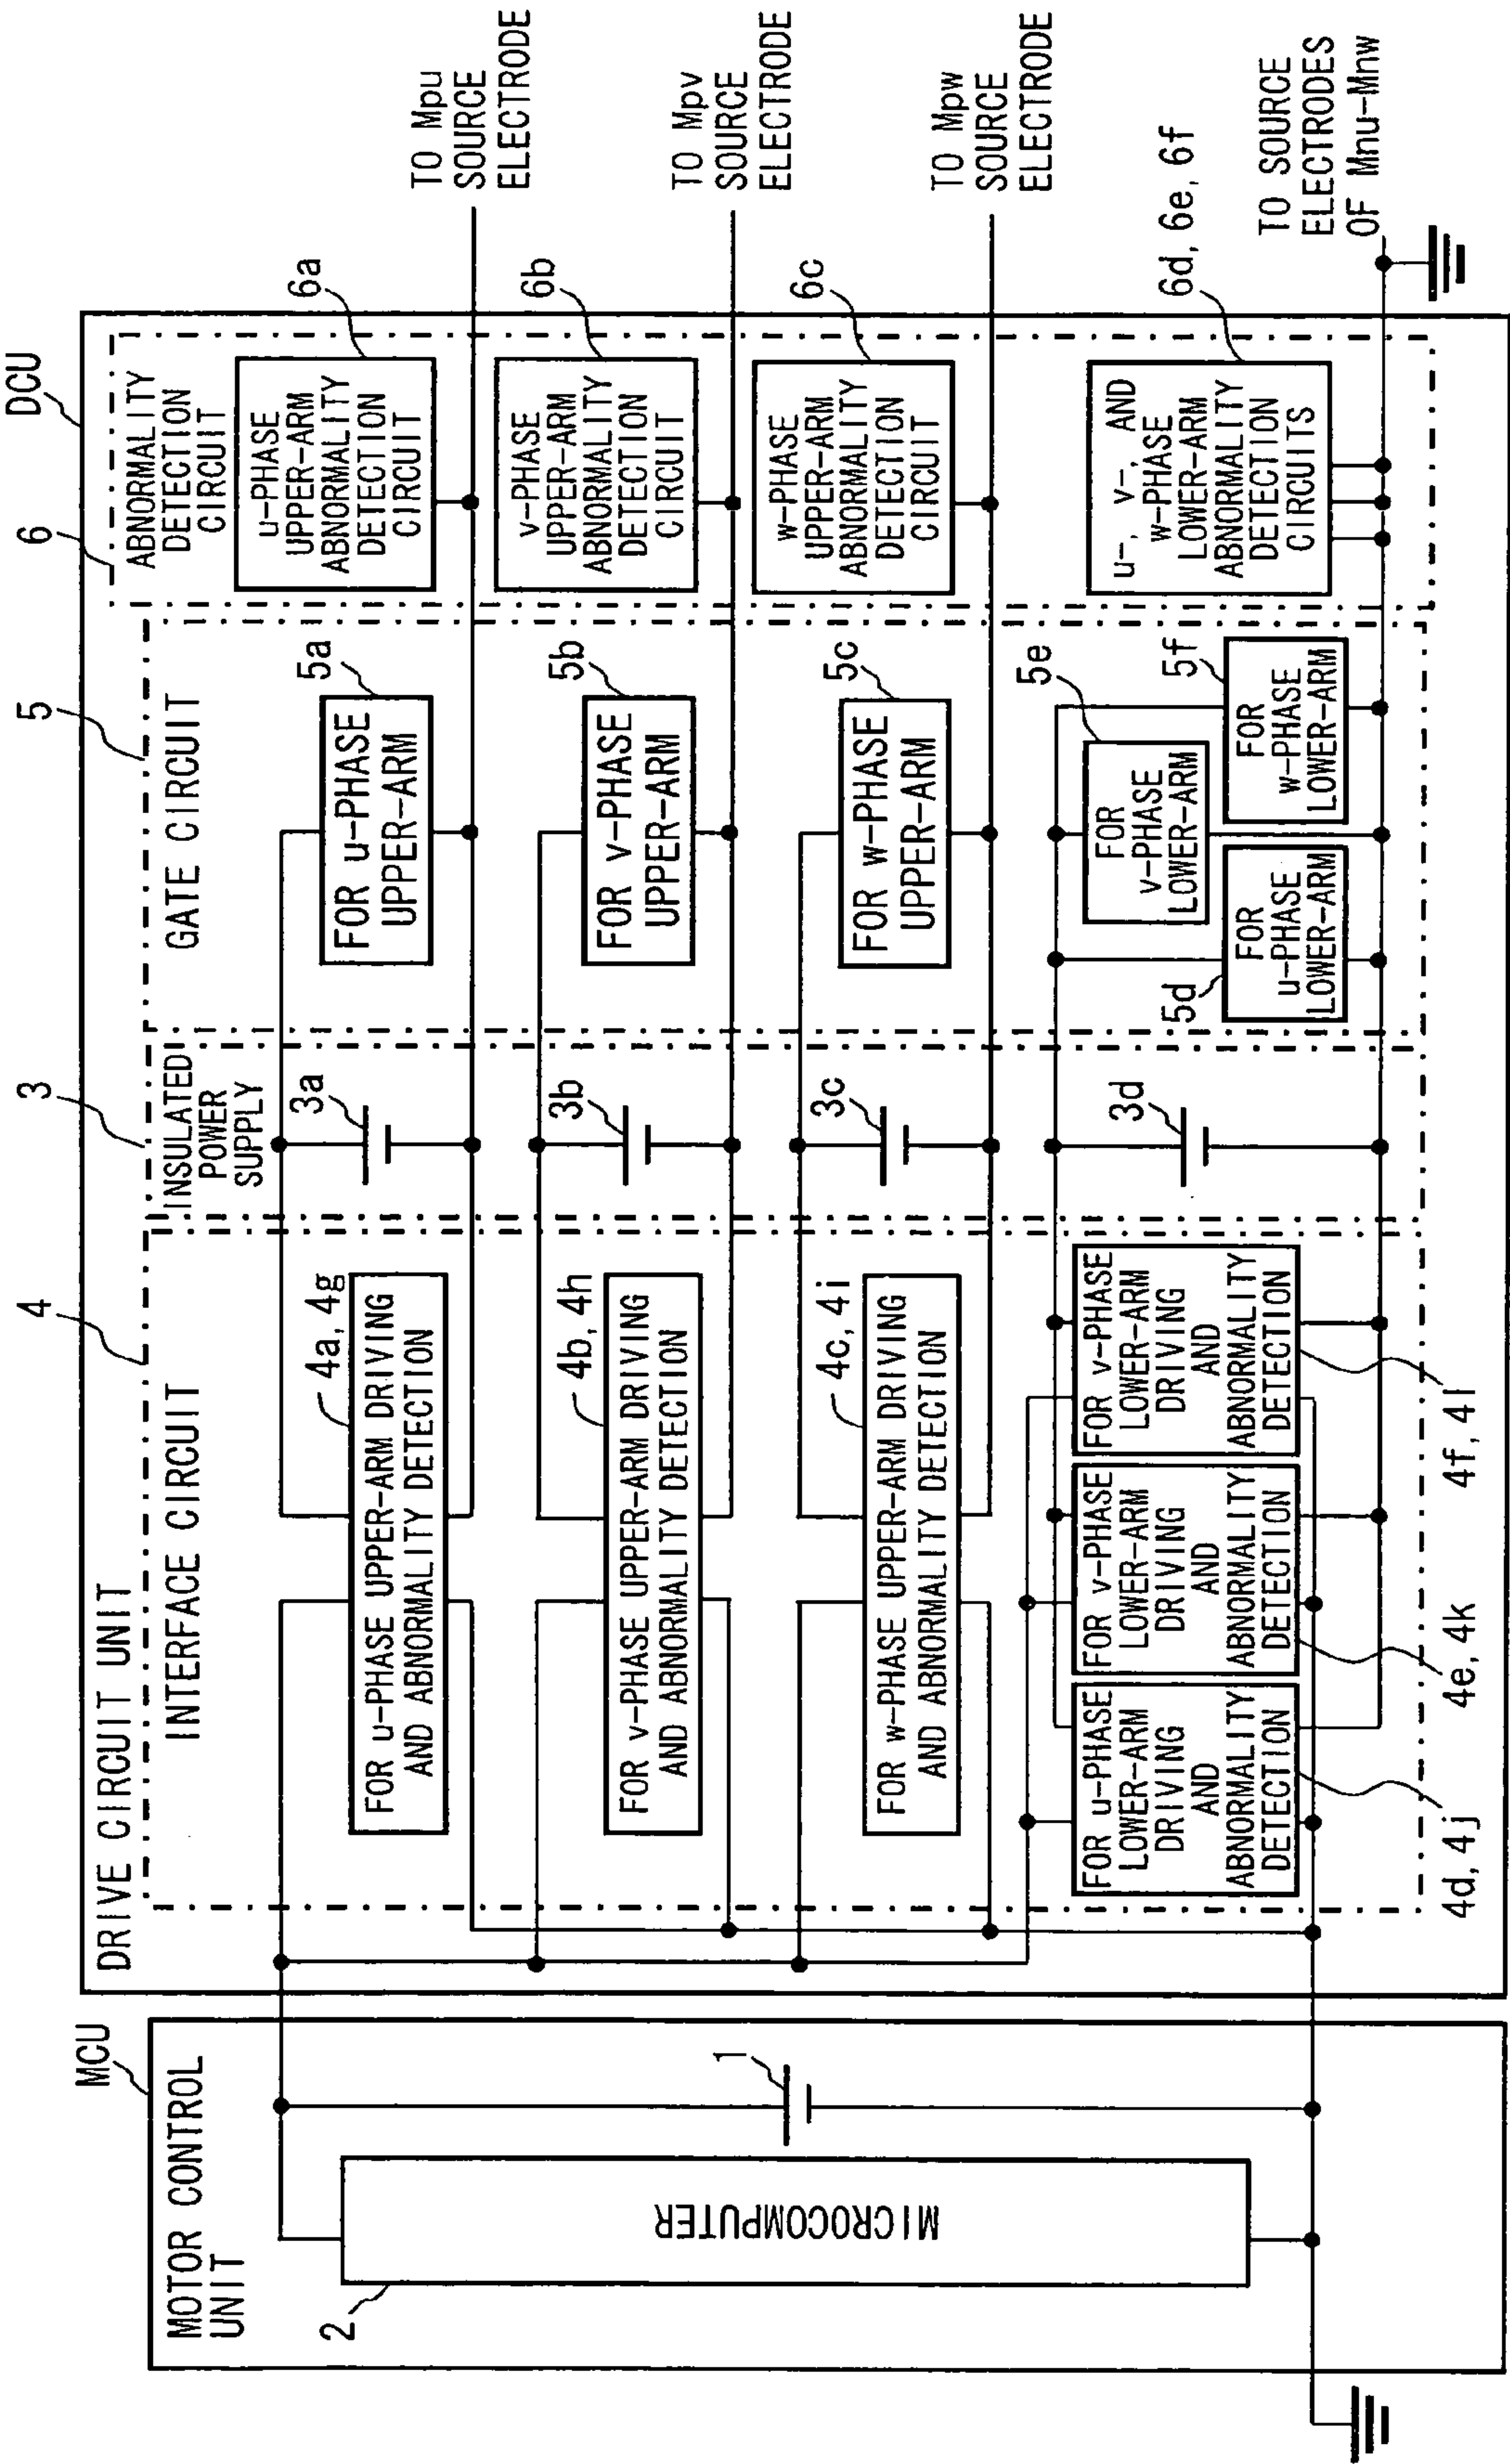 MCU
MOTOR CONTROL
UNIT
2
MICROCOMPUTER
1
DCU
DRIVE CIRCUIT UNIT
4
INTERFACE CIRCUIT
4a, 4g
FOR u-PHASE UPPER-ARM DRIVING
AND ABNORMALITY DETECTION
4b, 4h
FOR v-PHASE UPPER-ARM DRIVING
AND ABNORMALITY DETECTION
4c, 4i
FOR w-PHASE UPPER-ARM DRIVING
AND ABNORMALITY DETECTION
FOR u-PHASE
LOWER-ARM
DRIVING
AND
ABNORMALITY
DETECTION
4d, 4j
FOR v-PHASE
LOWER-ARM
DRIVING
AND
ABNORMALITY
DETECTION
4e, 4k
FOR v-PHASE
LOWER-ARM
DRIVING
AND
ABNORMALITY
DETECTION
4f, 4l
3
INSULATED
POWER
SUPPLY
3a
3b
3c
3d
5
GATE CIRCUIT
5a
FOR u-PHASE
UPPER-ARM
5b
FOR v-PHASE
UPPER-ARM
5c
FOR w-PHASE
UPPER-ARM
5d
FOR
u-PHASE
LOWER-ARM
5e
FOR
v-PHASE
LOWER-ARM
5f
FOR
w-PHASE
LOWER-ARM
6
ABNORMALITY
DETECTION
CIRCUIT
6a
u-PHASE
UPPER-ARM
ABNORMALITY
DETECTION
CIRCUIT
6b
v-PHASE
UPPER-ARM
ABNORMALITY
DETECTION
CIRCUIT
6c
w-PHASE
UPPER-ARM
ABNORMALITY
DETECTION
CIRCUIT
6d, 6e, 6f
u-, v-, AND
w-PHASE
LOWER-ARM
ABNORMALITY
DETECTION
CIRCUITS
TO Mpu
SOURCE
ELECTRODE
TO Mpv
SOURCE
ELECTRODE
TO Mpw
SOURCE
ELECTRODE
TO SOURCE
ELECTRODES
OF Mnu-Mnw